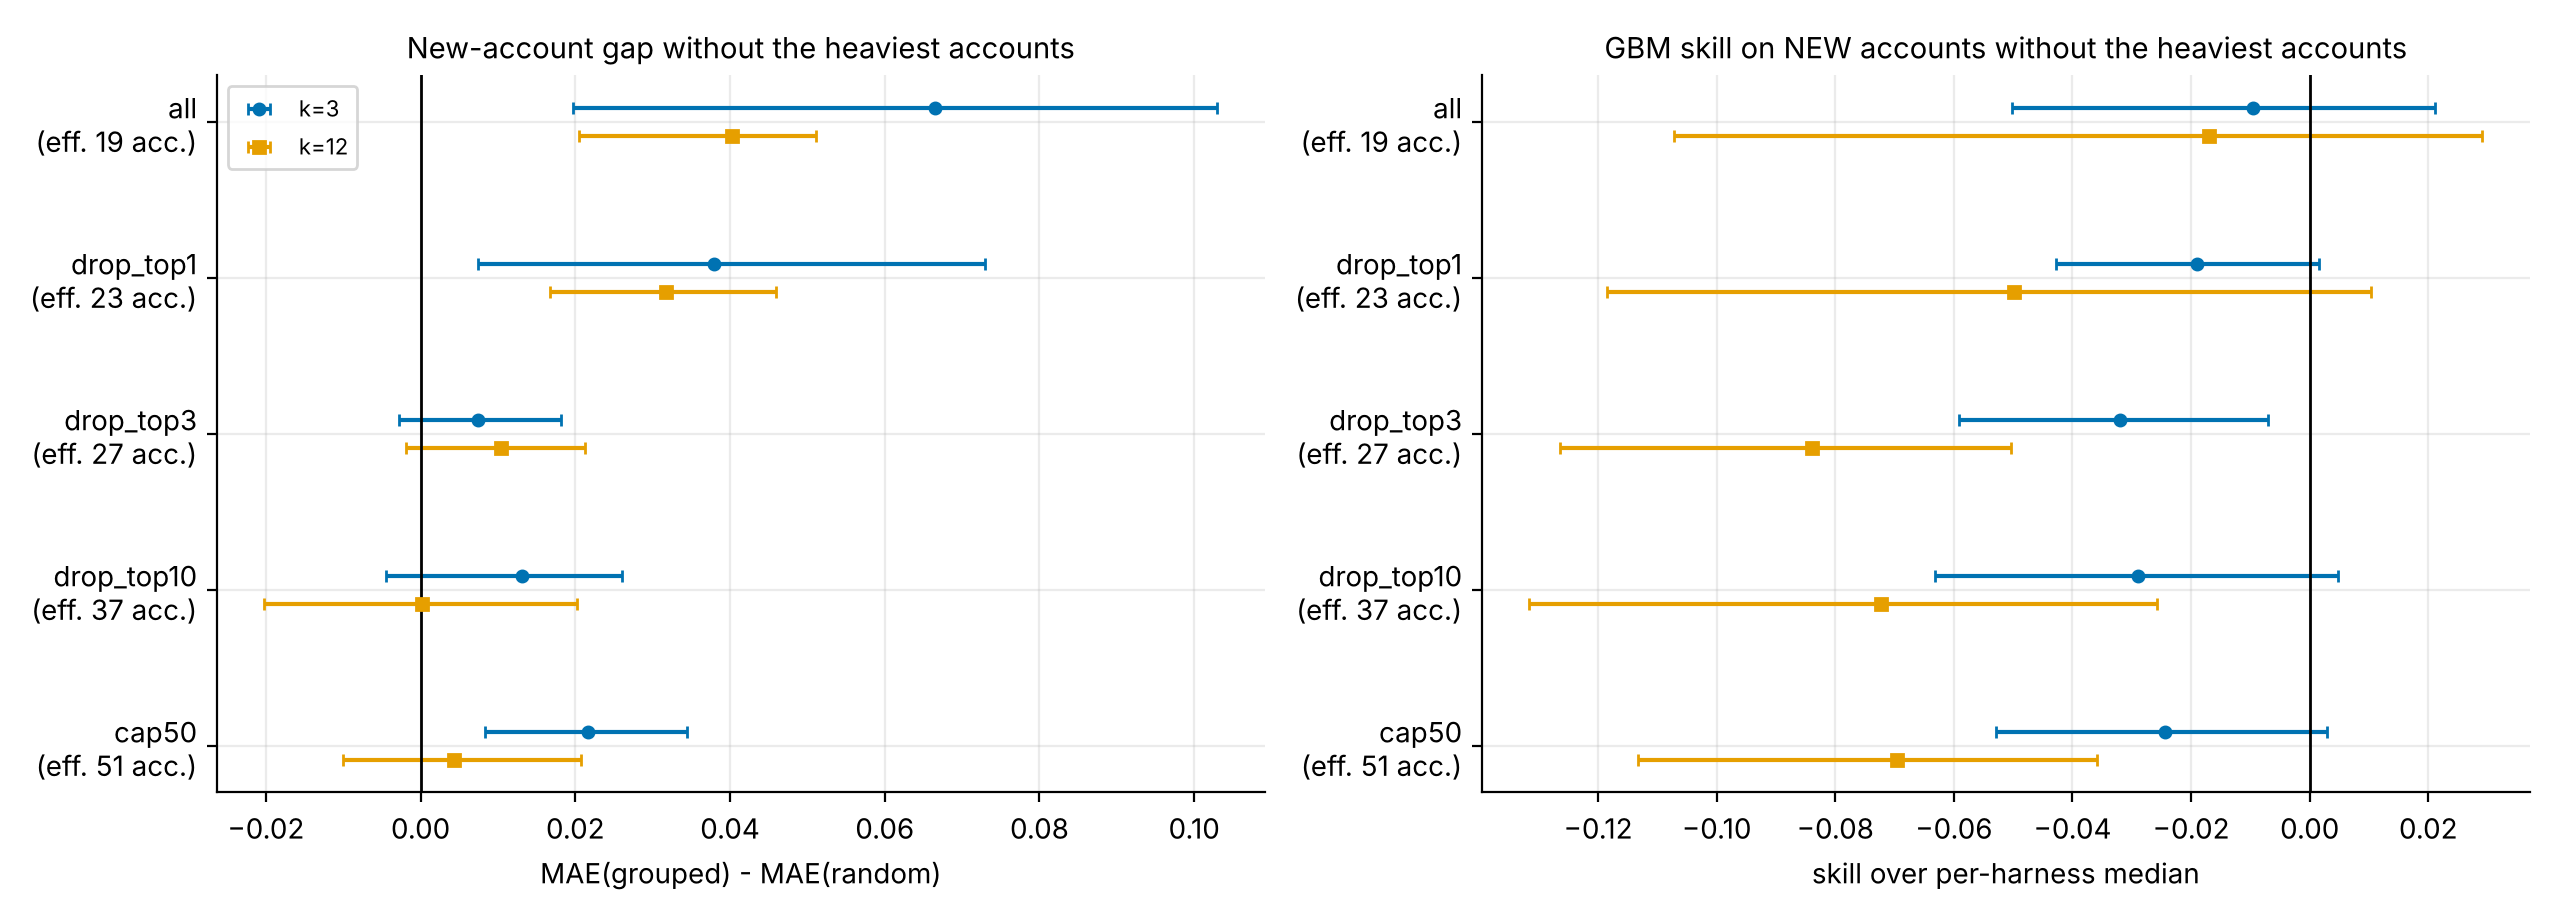 New-account gap without the heaviest accounts
k=3
k=12
all
(eff. 19 acc.)
drop_top1
(eff. 23 acc.)
drop_top3
(eff. 27 acc.)
drop_top10
(eff. 37 acc.)
cap50
(eff. 51 acc.)
−0.02 0.00 0.02 0.04 0.06 0.08 0.10
MAE(grouped) - MAE(random)
GBM skill on NEW accounts without the heaviest accounts
all
(eff. 19 acc.)
drop_top1
(eff. 23 acc.)
drop_top3
(eff. 27 acc.)
drop_top10
(eff. 37 acc.)
cap50
(eff. 51 acc.)
−0.12 −0.10 −0.08 −0.06 −0.04 −0.02 0.00 0.02
skill over per-harness median